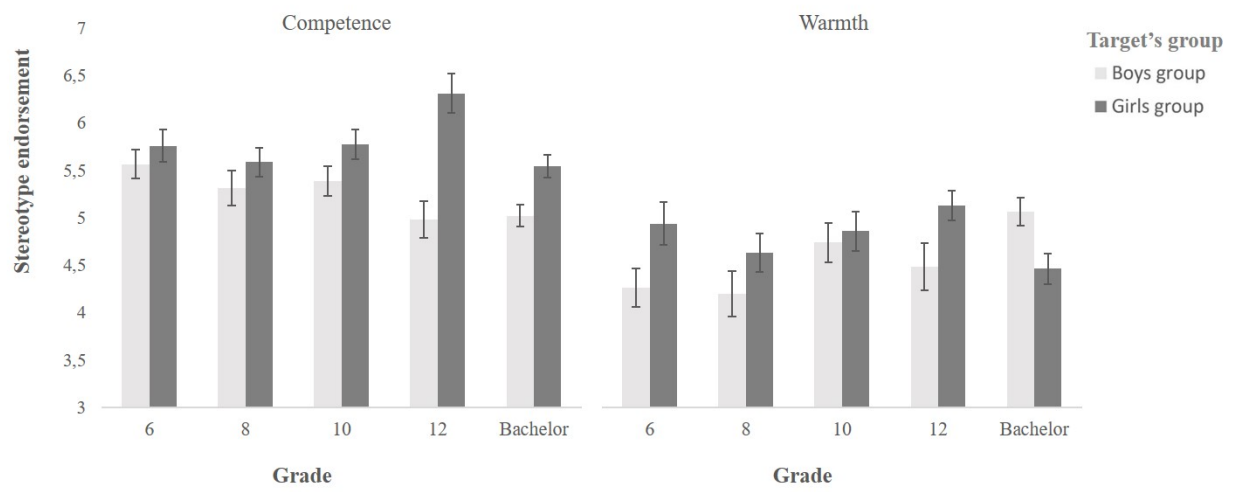 Competence
Warmth
Target’s group
Boys group
Girls group
Stereotype endorsement
7
6,5
6
5,5
5
4,5
4
3,5
3
6 8 10 12 Bachelor
6 8 10 12 Bachelor
Grade
Grade